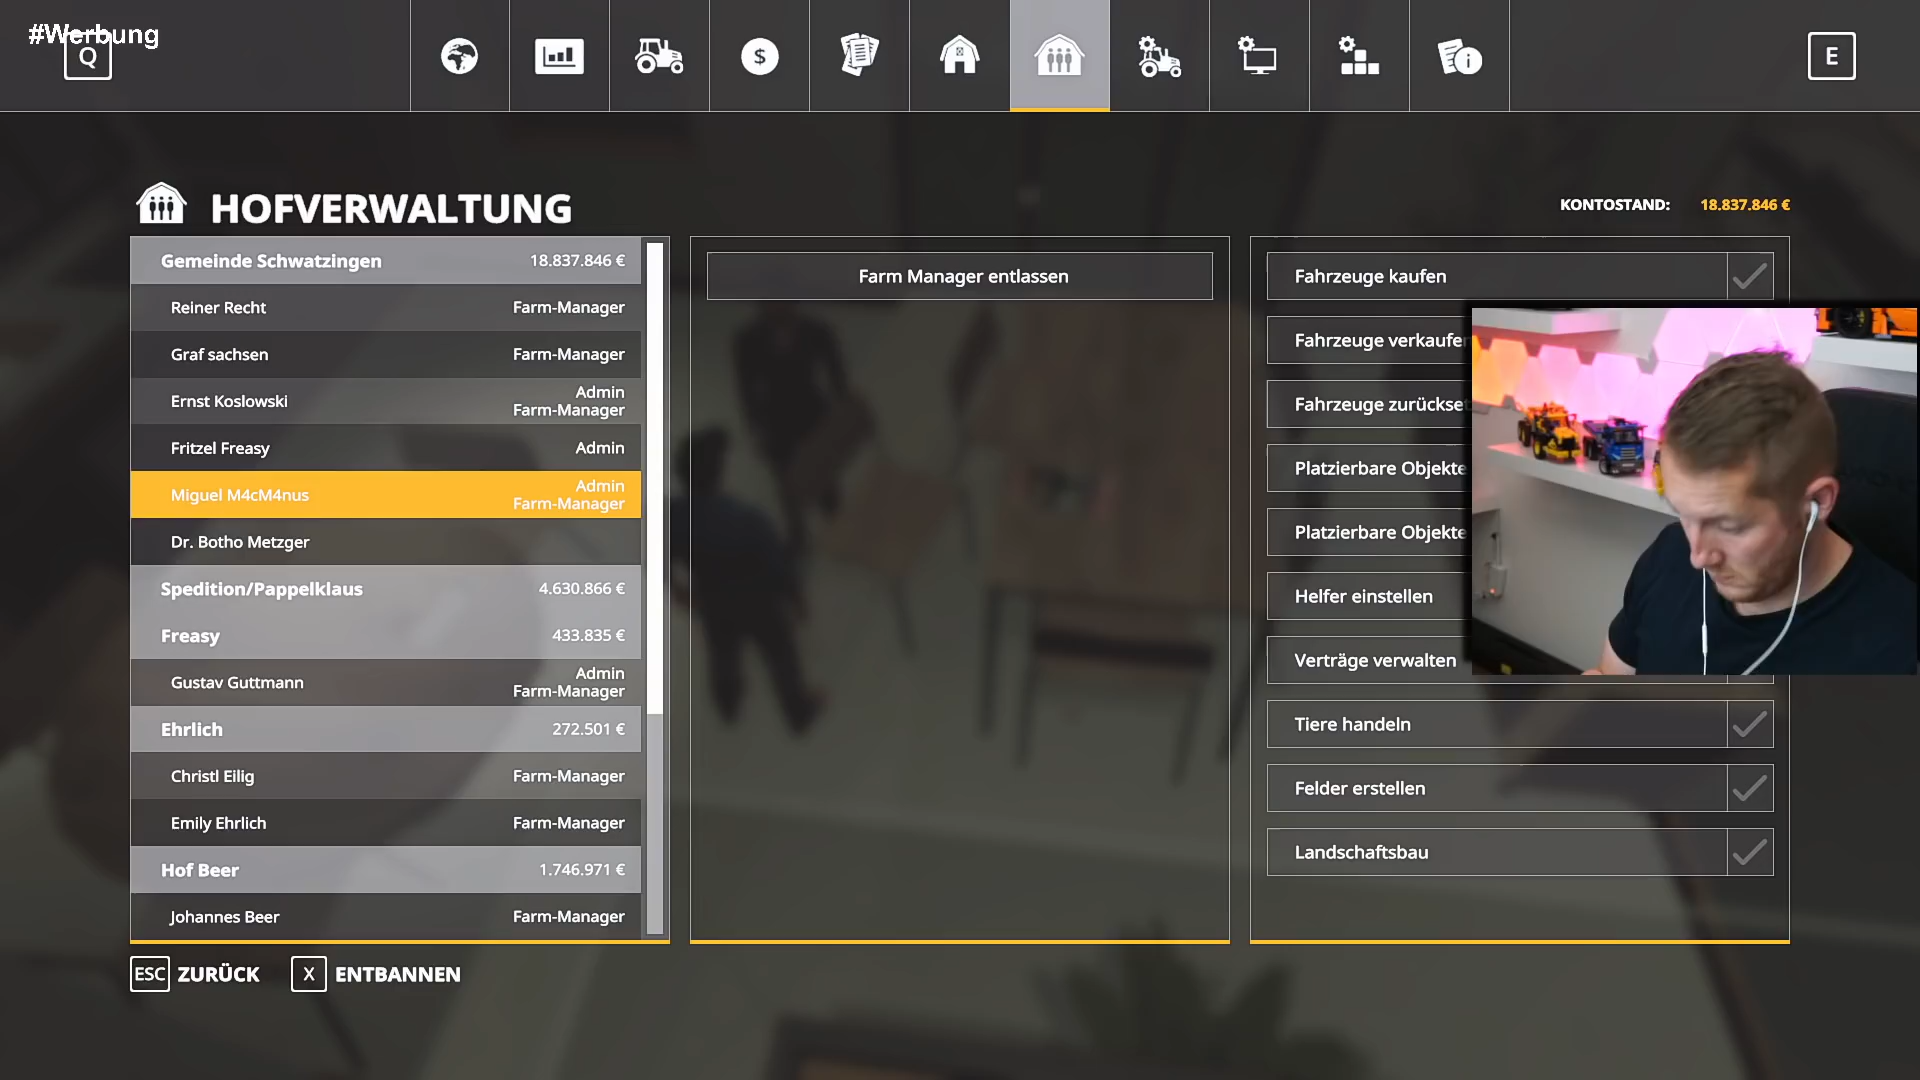 #Werbung
Q
E
HOFVERWALTUNG
KONTOSTAND: 18.837.846 €
Gemeinde Schwatzingen 18.837.846 €
Reiner Recht Farm-Manager
Graf sachsen Farm-Manager
Ernst Koslowski Admin
Farm-Manager
Fritzel Freasy Admin
Miguel M4cM4nus Admin
Farm-Manager
Dr. Botho Metzger
Spedition/Pappelklaus 4.630.866 €
Freasy 433.835 €
Gustav Guttmann Admin
Farm-Manager
Ehrlich 272.501 €
Christl Eilig Farm-Manager
Emily Ehrlich Farm-Manager
Hof Beer 1.746.971 €
Johannes Beer Farm-Manager
Farm Manager entlassen
Fahrzeuge kaufen
Fahrzeuge verkaufen
Fahrzeuge zurückset
Platzierbare Objekte
Platzierbare Objekte
Helfer einstellen
Verträge verwalten
Tiere handeln
Felder erstellen
Landschaftsbau
ESC ZURÜCK X ENTBANNEN